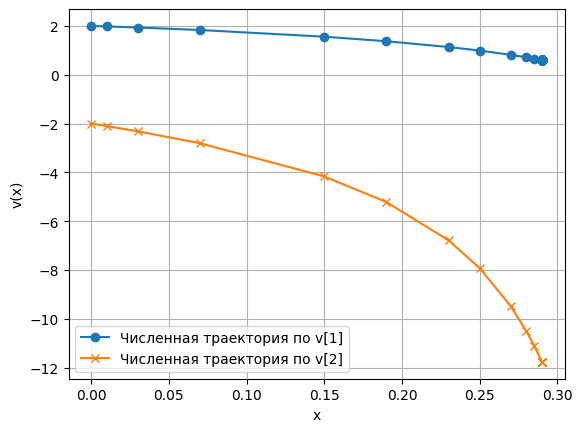 2
0
−2
−4
−6
−8
−10
−12
v(x)
Численная траектория по v[1]
Численная траектория по v[2]
0.00 0.05 0.10 0.15 0.20 0.25 0.30
x